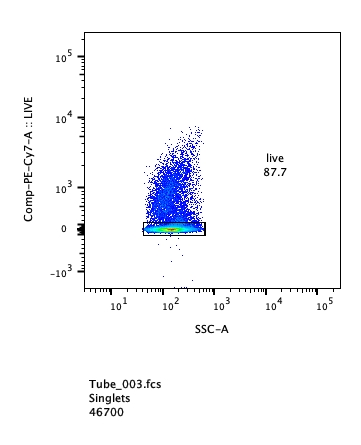 10^5
10^4
10^3
0
-10^3
Comp-PE-Cy7-A :: LIVE
live
87.7
10^1 10^2 10^3 10^4 10^5
SSC-A
Tube_003.fcs
Singlets
46700